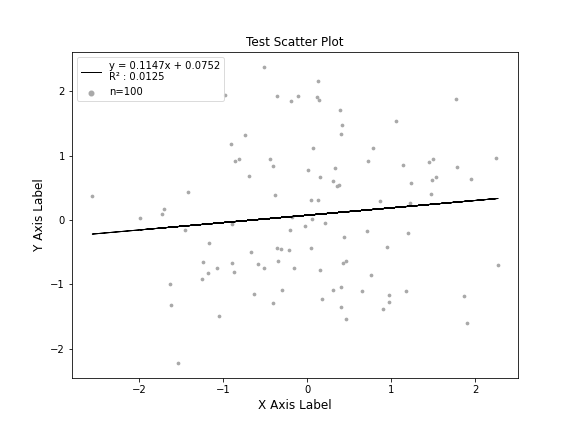 Test Scatter Plot
y = 0.1147x + 0.0752
R² : 0.0125
n=100
Y Axis Label
2
1
0
−1
−2
−2
−1
0
1
2
X Axis Label